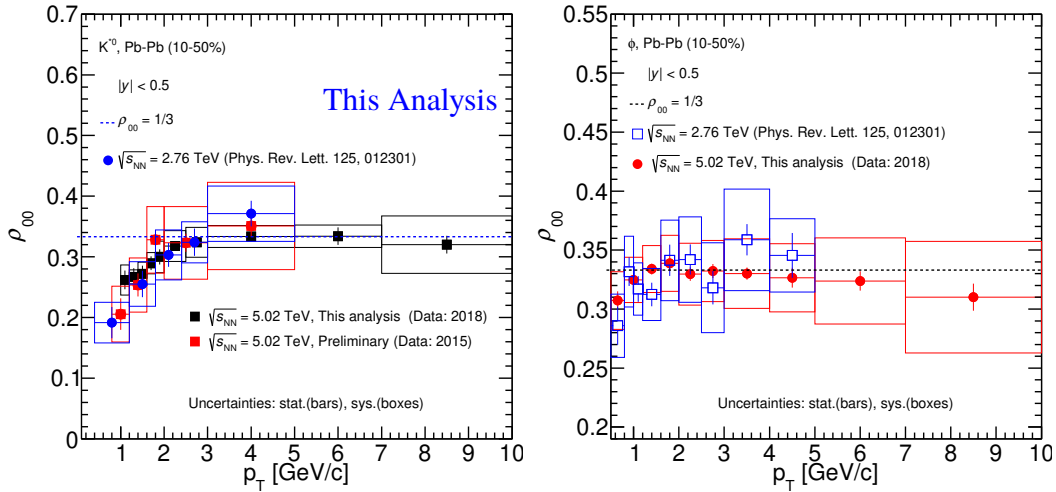 K*0, Pb-Pb (10-50%)
|y| < 0.5
This Analysis
ρ00 = 1/3
√sNN = 2.76 TeV (Phys. Rev. Lett. 125, 012301)
√sNN = 5.02 TeV, This analysis (Data: 2018)
√sNN = 5.02 TeV, Preliminary (Data: 2015)
Uncertainties: stat.(bars), sys.(boxes)
0.7
0.6
0.5
0.4
0.3
0.2
0.1
0
ρ00
1 2 3 4 5 6 7 8 9 10
pT [GeV/c]
ϕ, Pb-Pb (10-50%)
|y| < 0.5
ρ00 = 1/3
√sNN = 2.76 TeV (Phys. Rev. Lett. 125, 012301)
√sNN = 5.02 TeV, This analysis (Data: 2018)
Uncertainties: stat.(bars), sys.(boxes)
0.55
0.5
0.45
0.4
0.35
0.3
0.25
0.2
ρ00
1 2 3 4 5 6 7 8 9 10
pT [GeV/c]